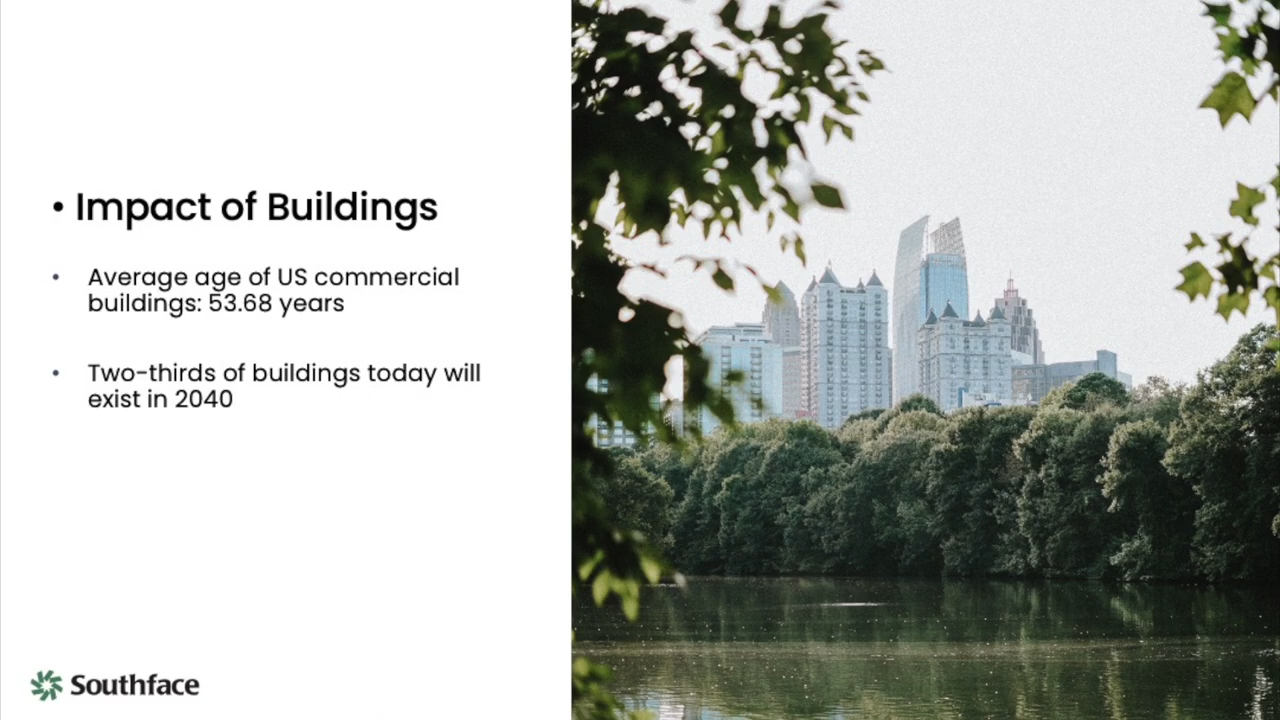 • Impact of Buildings
• Average age of US commercial
buildings: 53.68 years
• Two-thirds of buildings today will
exist in 2040
Southface